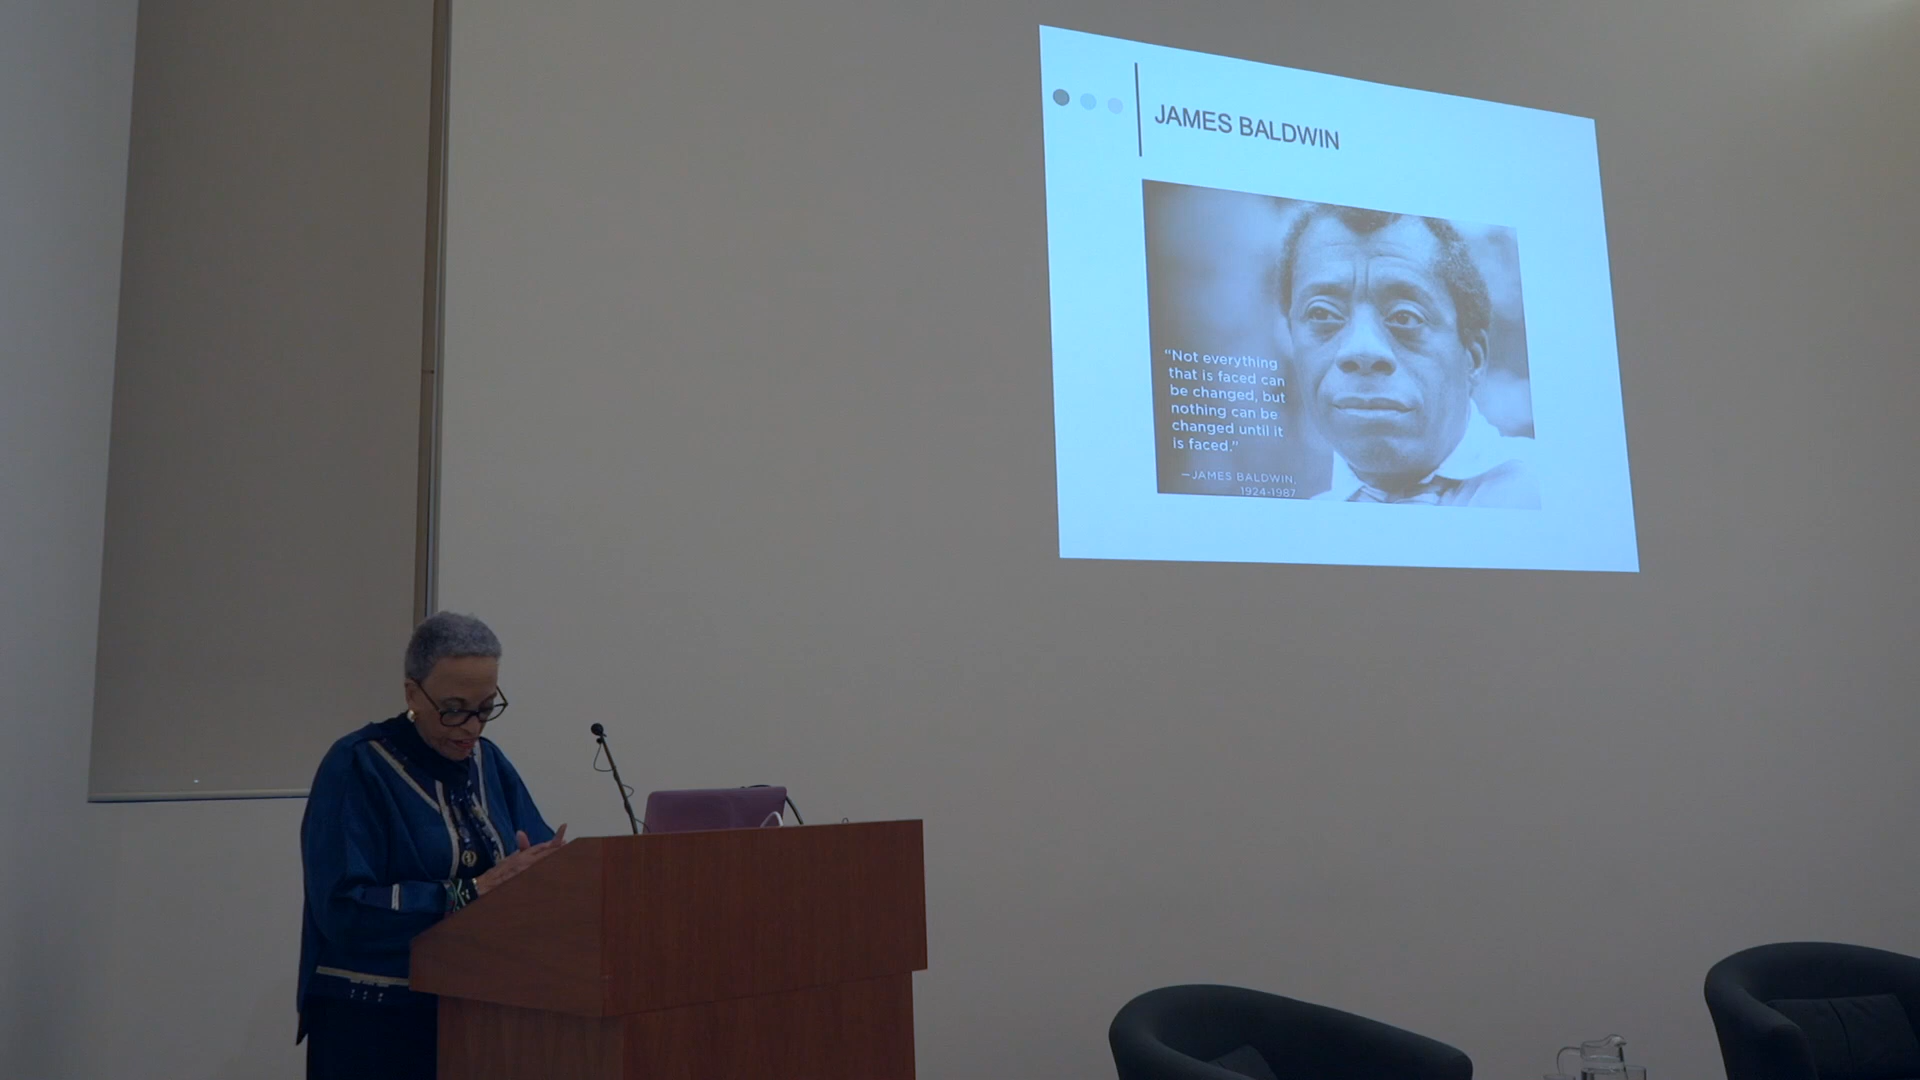 JAMES BALDWIN
“Not everything
that is faced can
be changed, but
nothing can be
changed until it
is faced.”
—JAMES BALDWIN,
1924-1987